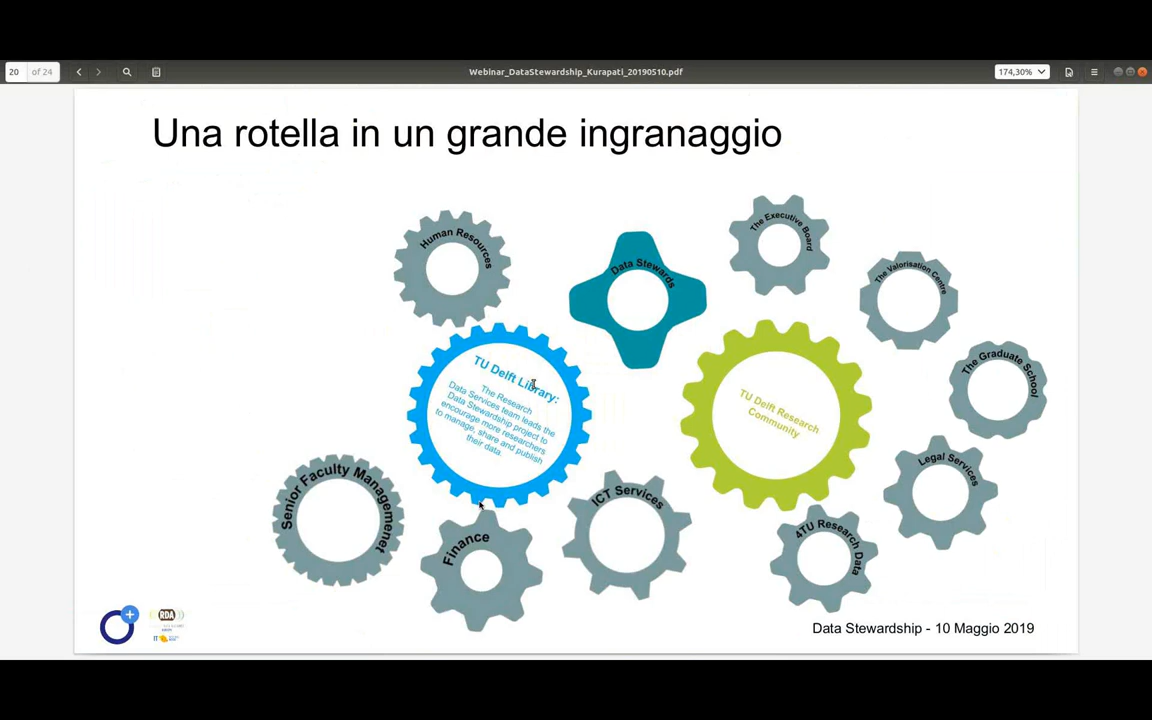 20 of 24
Webinar_DataStewardship_Kurapati_20190510.pdf
174,30%
Una rotella in un grande ingranaggio
Human Resources
Data Stewards
The Executive Board
The Valorisation Centre
The Graduate School
TU Delft Library:
The Research
Data Services team leads the
Data Stewardship project to
encourage more researchers
to manage, share and publish
their data.
TU Delft Research
Community
Legal Services
Senior Faculty Managemenet
Finance
ICT Services
4TU Research Data
RDA
IT
Data Stewardship - 10 Maggio 2019